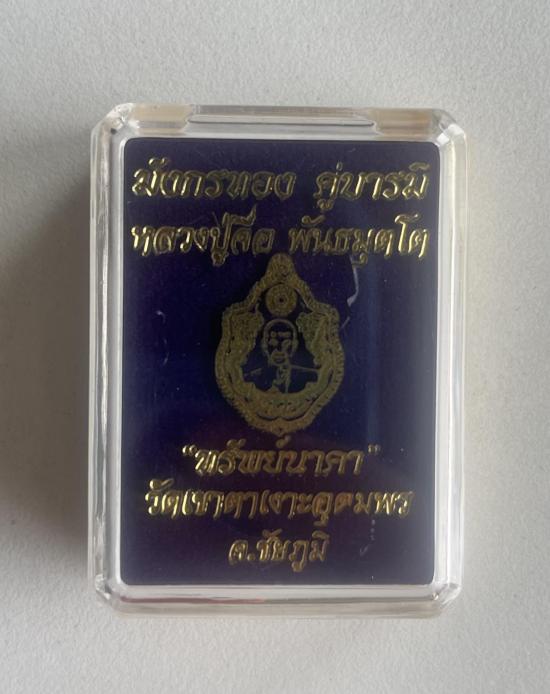 มังกรทอง คู่บารมี
หลวงปู่คือ พันธมุตโต
"ทรัพย์นาคา"
วัดเขาตาเงาะอุดมพร
จ.ชัยภูมิ